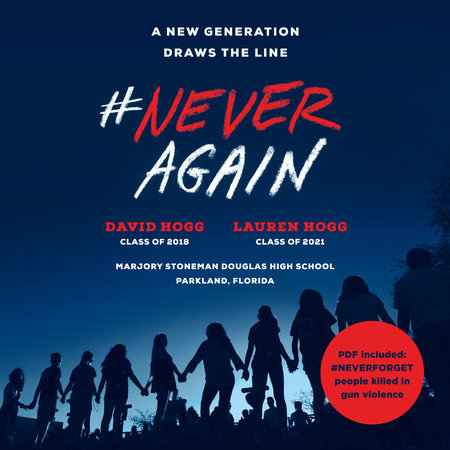 A NEW GENERATION
DRAWS THE LINE
#NEVER
AGAIN
DAVID HOGG
CLASS OF 2018
LAUREN HOGG
CLASS OF 2021
MARJORY STONEMAN DOUGLAS HIGH SCHOOL
PARKLAND, FLORIDA
PDF included:
#NEVERFORGET
people killed in
gun violence